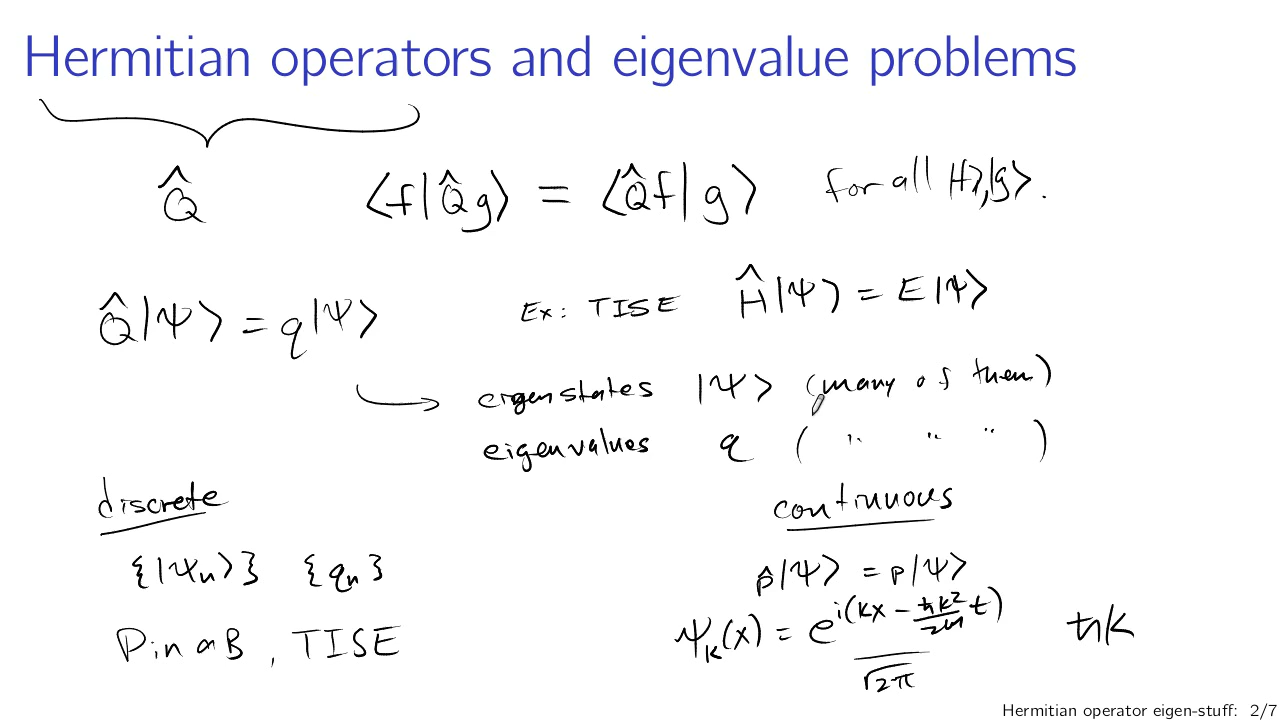 Hermitian operators and eigenvalue problems
Q̂ ⟨f|Q̂g⟩ = ⟨Q̂f|g⟩ for all |f⟩,|g⟩.
Q̂|Ψ⟩ = q|Ψ⟩ Ex: TISE Ĥ|Ψ⟩ = E|Ψ⟩
eigenstates |Ψ⟩ (many of them)
eigenvalues q ( " " " )
discrete continuous
{|Ψₙ⟩} {qₙ} p̂|Ψ⟩ = p|Ψ⟩
P in a B, TISE Ψₖ(x) = e^{i(kx - ħk²/2m t)}/√2π ħk
Hermitian operator eigen-stuff: 2/7